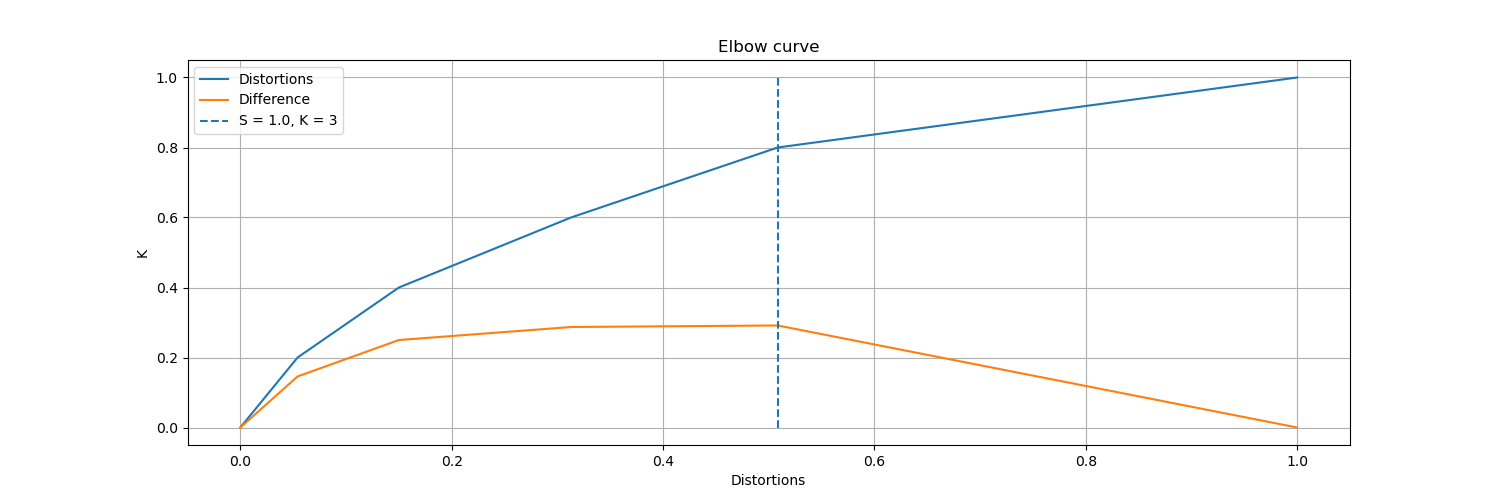 Elbow curve
Distortions
Difference
S = 1.0, K = 3
1.0
0.8
0.6
0.4
0.2
0.0
K
0.0 0.2 0.4 0.6 0.8 1.0
Distortions